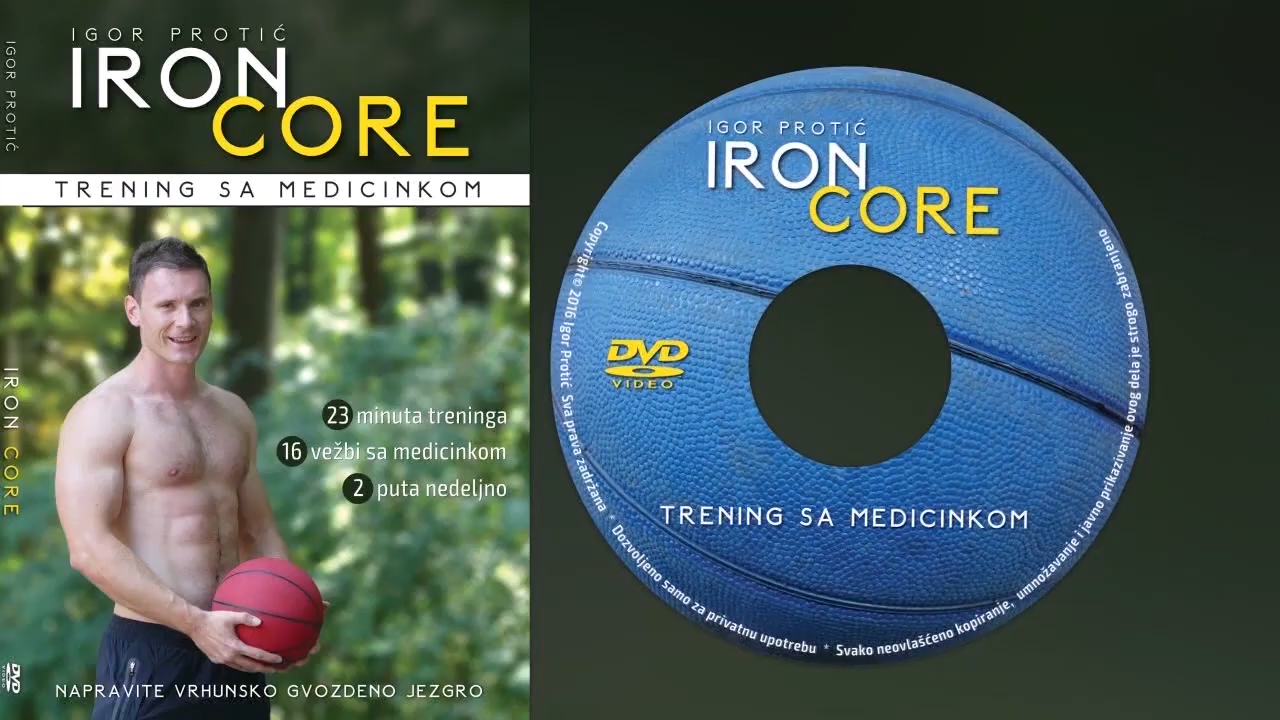 IGOR PROTIĆ
IRON CORE
DVD VIDEO
IGOR PROTIĆ
IRON
CORE
TRENING SA MEDICINKOM
23 minuta treninga
16 vežbi sa medicinkom
2 puta nedeljno
NAPRAVITE VRHUNSKO GVOZDENO JEZGRO
IGOR PROTIĆ
IRON
CORE
DVD
VIDEO
TRENING SA MEDICINKOM
Copyright© 2016 Igor Protić Sva prava zadržana * Dozvoljeno samo za privatnu upotrebu * Svako neovlašćeno kopiranje, umnožavanje i javno prikazivanje ovog dela je strogo zabranjeno